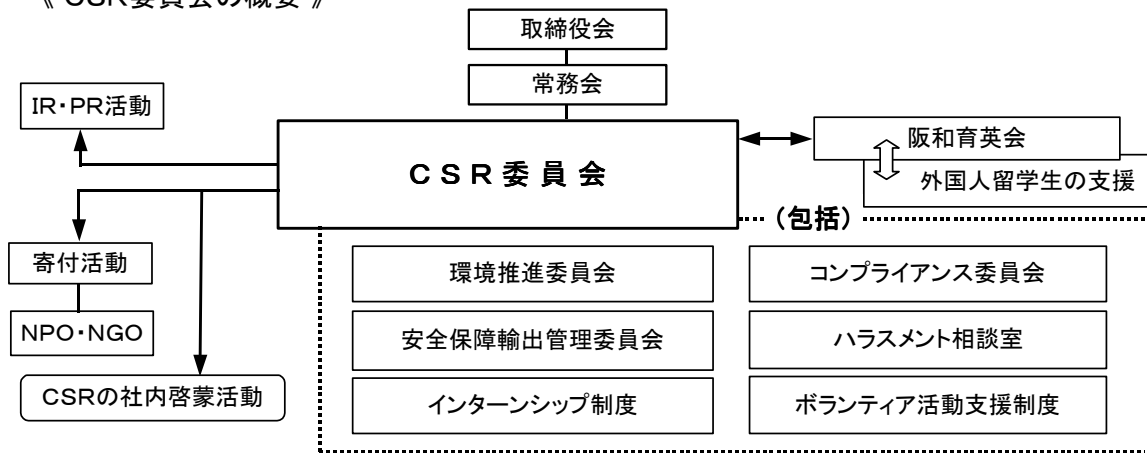 《 CSR委員会の概要 》
取締役会
常務会
IR・PR活動
CSR委員会
阪和育英会
外国人留学生の支援
(包括)
寄付活動
NPO・NGO
CSRの社内啓蒙活動
環境推進委員会
コンプライアンス委員会
安全保障輸出管理委員会
ハラスメント相談室
インターンシップ制度
ボランティア活動支援制度